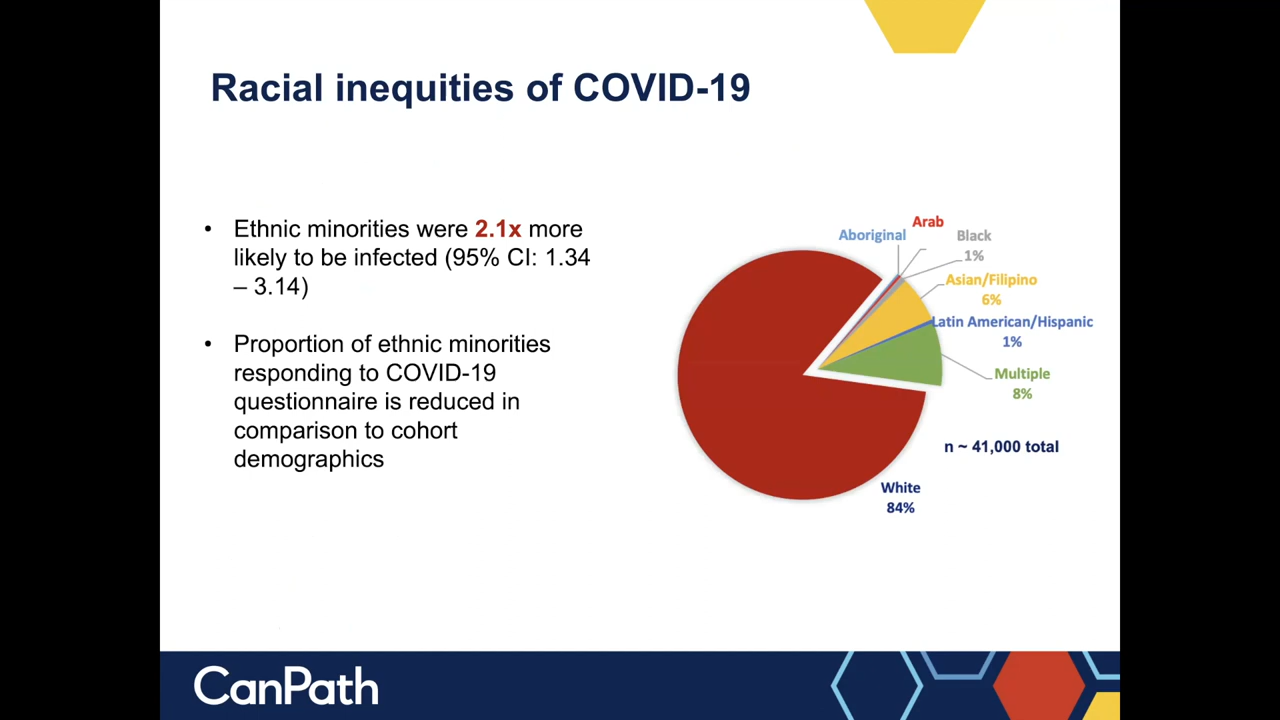 Racial inequities of COVID-19
• Ethnic minorities were 2.1x more
likely to be infected (95% CI: 1.34
– 3.14)
• Proportion of ethnic minorities
responding to COVID-19
questionnaire is reduced in
comparison to cohort
demographics
Arab
Aboriginal
Black
1%
Asian/Filipino
6%
Latin American/Hispanic
1%
Multiple
8%
n ~ 41,000 total
White
84%
CanPath